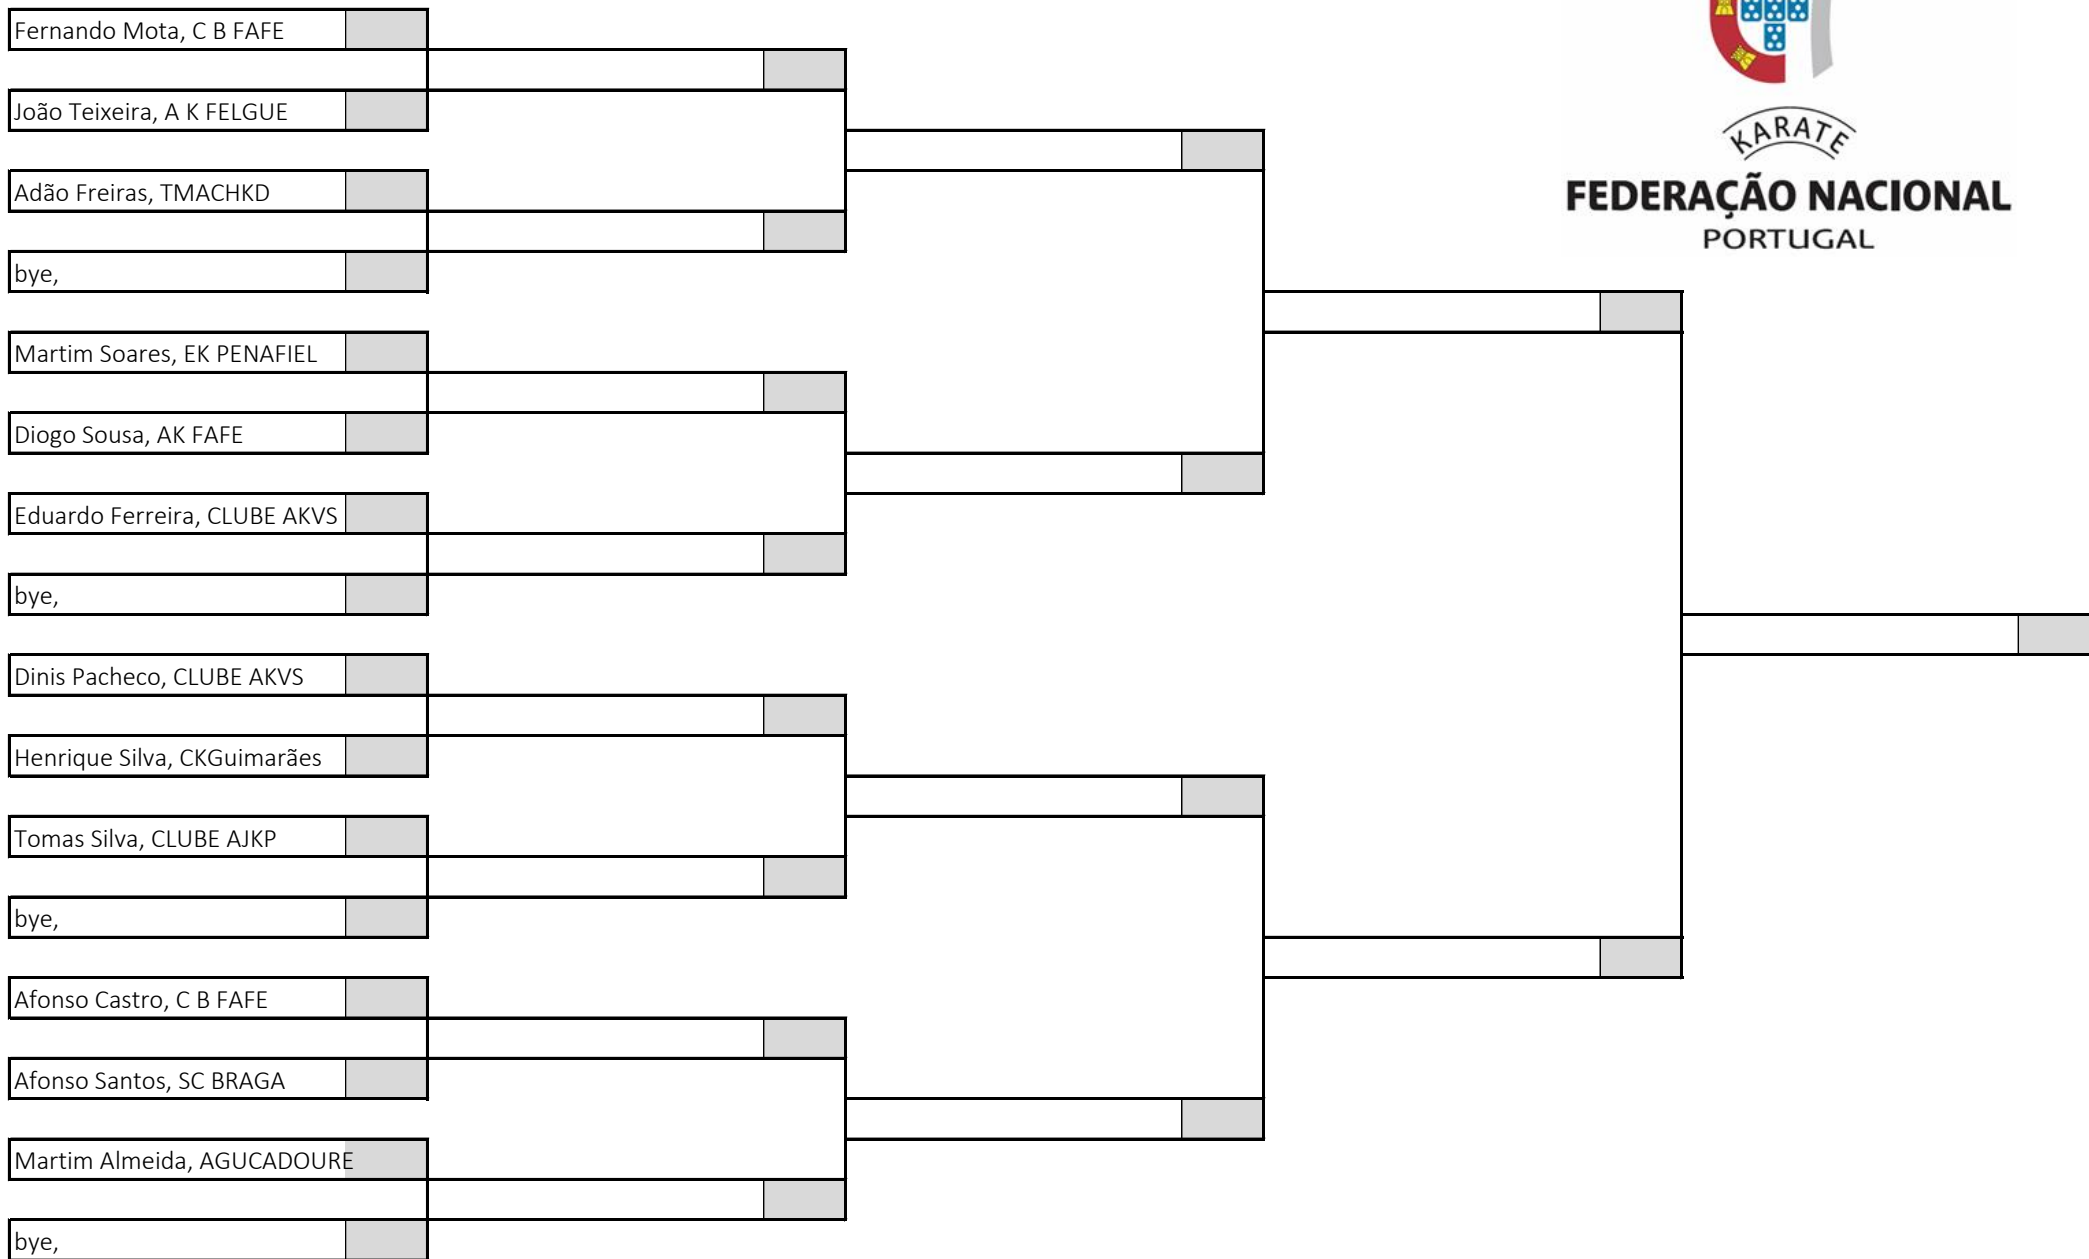 Fernando Mota, C B FAFE
João Teixeira, A K FELGUE
KARATE
Adão Freiras, TMACHKD
FEDERAÇÃO NACIONAL
PORTUGAL
bye,
Martim Soares, EK PENAFIEL
Diogo Sousa, AK FAFE
Eduardo Ferreira, CLUBE AKVS
bye,
Dinis Pacheco, CLUBE AKVS
Henrique Silva, CKGuimarães
Tomas Silva, CLUBE AJKP
bye,
Afonso Castro, C B FAFE
Afonso Santos, SC BRAGA
Martim Almeida, AGUCADOURE
bye,